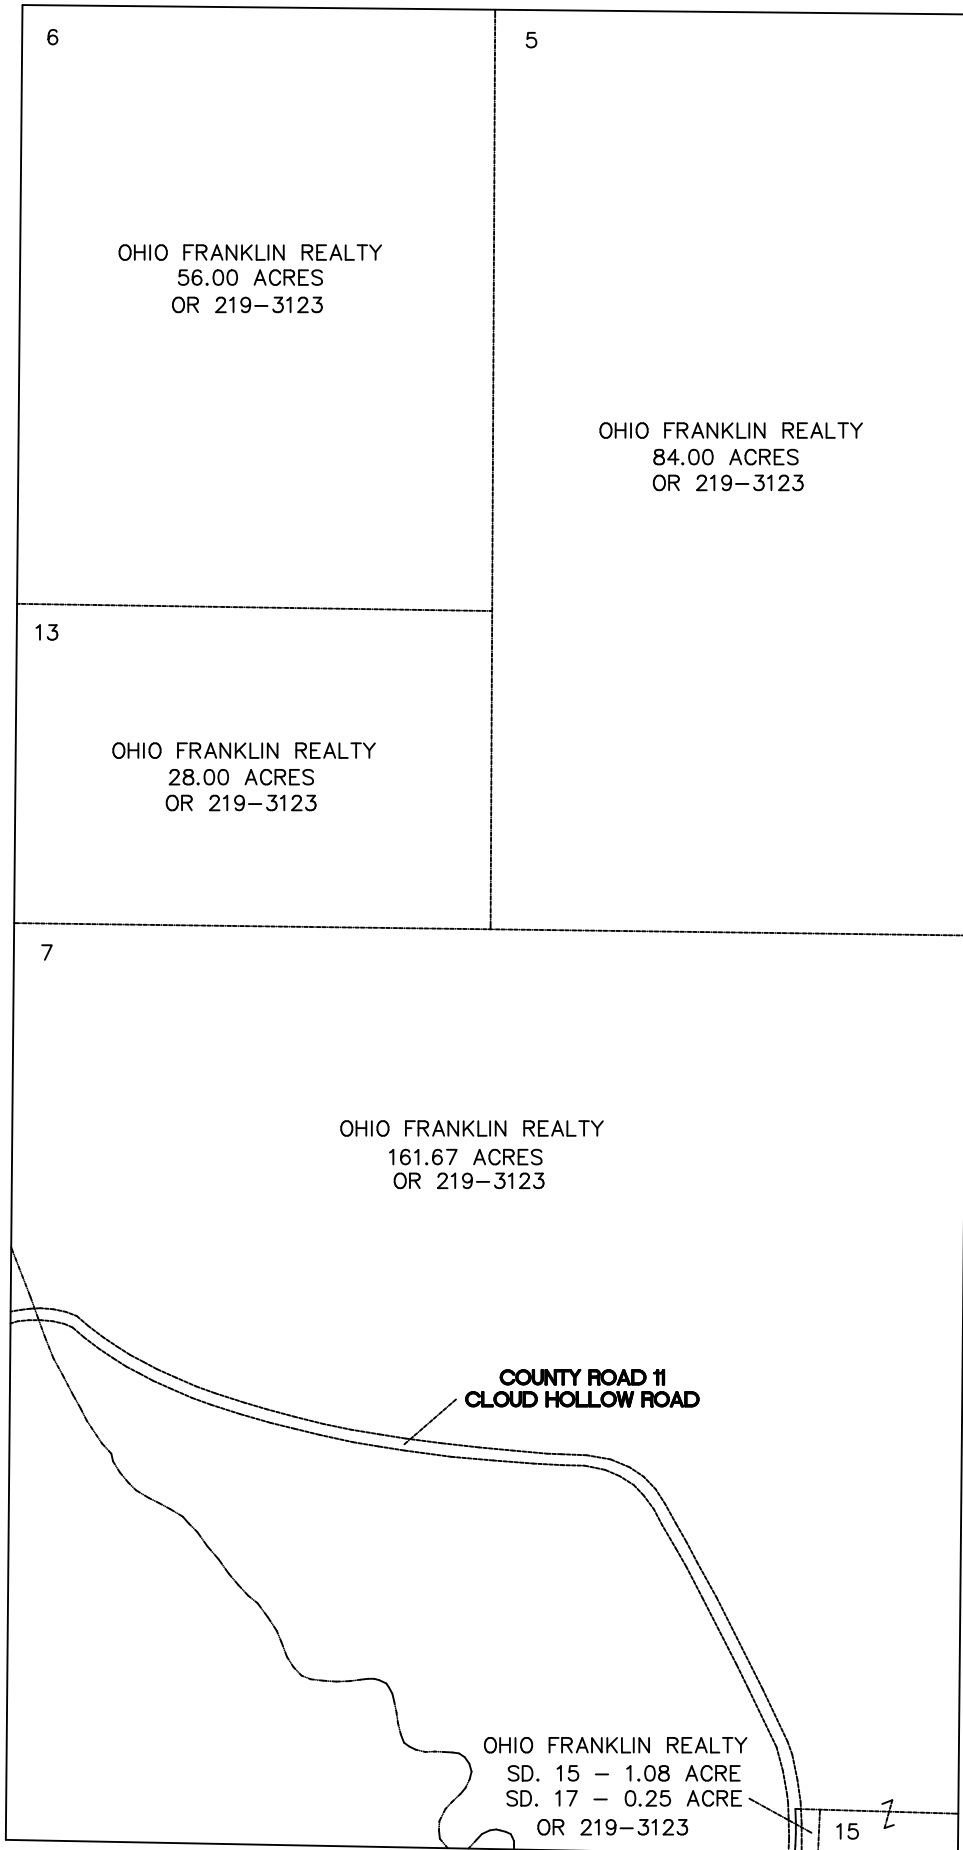 6
5
OHIO FRANKLIN REALTY
56.00 ACRES
OR 219-3123
OHIO FRANKLIN REALTY
84.00 ACRES
OR 219-3123
13
OHIO FRANKLIN REALTY
28.00 ACRES
OR 219-3123
7
OHIO FRANKLIN REALTY
161.67 ACRES
OR 219-3123
COUNTY ROAD 11
CLOUD HOLLOW ROAD
OHIO FRANKLIN REALTY
SD. 15 - 1.08 ACRE
SD. 17 - 0.25 ACRE
OR 219-3123
15